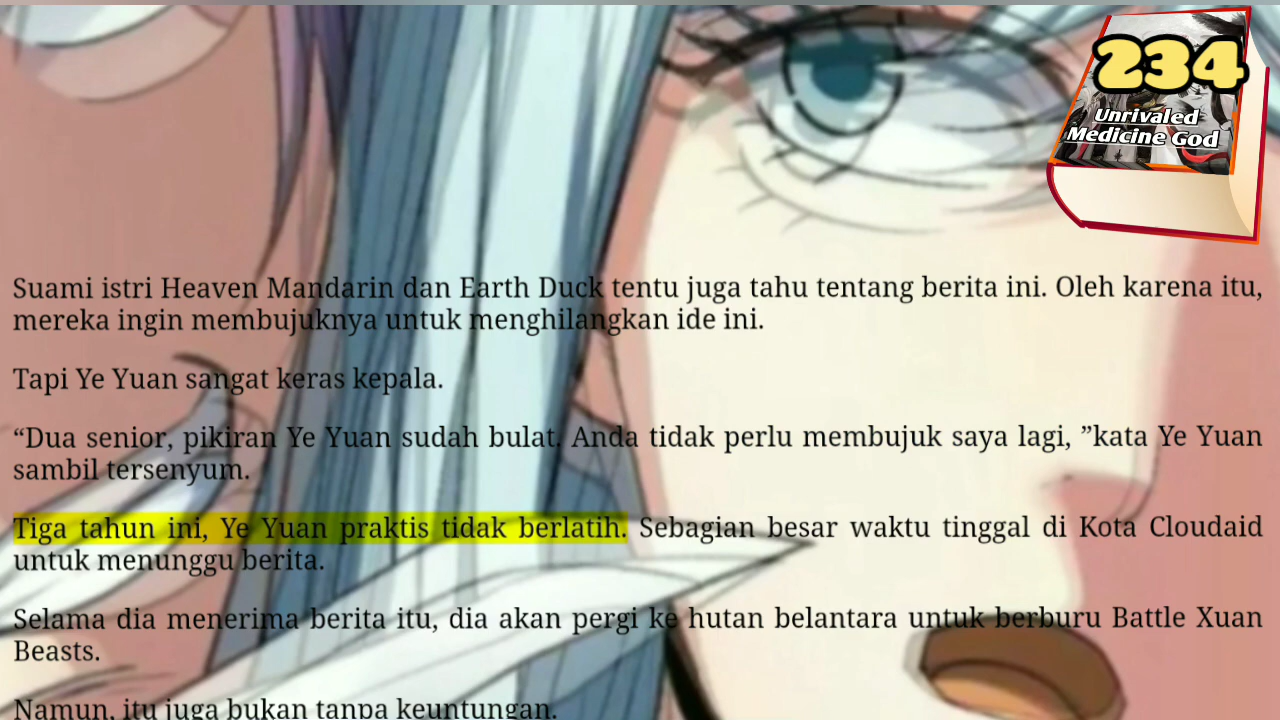 234
Unrivaled
Medicine God
Suami istri Heaven Mandarin dan Earth Duck tentu juga tahu tentang berita ini. Oleh karena itu,
mereka ingin membujuknya untuk menghilangkan ide ini.
Tapi Ye Yuan sangat keras kepala.
“Dua senior, pikiran Ye Yuan sudah bulat. Anda tidak perlu membujuk saya lagi, ”kata Ye Yuan
sambil tersenyum.
Tiga tahun ini, Ye Yuan praktis tidak berlatih. Sebagian besar waktu tinggal di Kota Cloudaid
untuk menunggu berita.
Selama dia menerima berita itu, dia akan pergi ke hutan belantara untuk berburu Battle Xuan
Beasts.
Namun, itu juga bukan tanpa keuntungan.